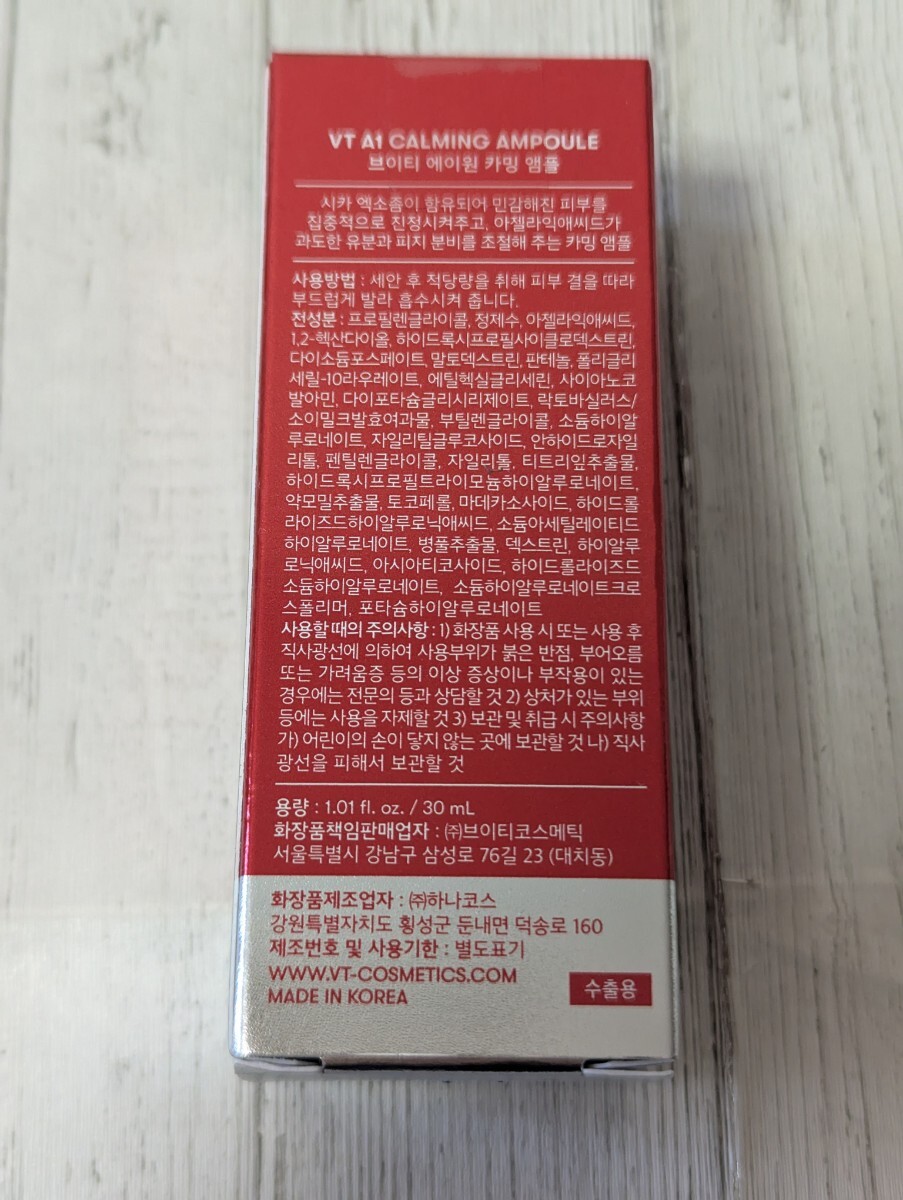 VT A1 CALMING AMPOULE
브이티 에이원 카밍 앰플
시카 엑소좀이 함유되어 민감해진 피부를
집중적으로 진정시켜주고, 아젤라익애씨드가
과도한 유분과 피지 분비를 조절해 주는 카밍 앰플
사용방법 : 세안 후 적당량을 취해 피부 결을 따라
부드럽게 발라 흡수시켜 줍니다.
전성분 : 프로필렌글라이콜, 정제수, 아젤라익애씨드,
1,2-헥산다이올, 하이드록시프로필사이클로덱스트린,
다이소듐포스페이트, 말토덱스트린, 판테놀, 폴리글리
세릴-10라우레이트, 에틸헥실글리세린, 사이아노코
발아민, 다이포타슘글리시리제이트, 락토바실러스/
소이밀크발효여과물, 부틸렌글라이콜, 소듐하이알
루로네이트, 자일리틸글루코사이드, 안하이드로자일
리톨, 펜틸렌글라이콜, 자일리톨, 티트리잎추출물,
하이드록시프로필트라이모늄하이알루로네이트,
약모밀추출물, 토코페롤, 마데카소사이드, 하이드롤
라이즈드하이알루로닉애씨드, 소듐아세틸레이티드
하이알루로네이트, 병풀추출물, 덱스트린, 하이알루
로닉애씨드, 아시아티코사이드, 하이드롤라이즈드
소듐하이알루로네이트, 소듐하이알루로네이트크로
스폴리머, 포타슘하이알루로네이트
사용할 때의 주의사항 : 1) 화장품 사용 시 또는 사용 후
직사광선에 의하여 사용부위가 붉은 반점, 부어오름
또는 가려움증 등의 이상 증상이나 부작용이 있는
경우에는 전문의 등과 상담할 것 2) 상처가 있는 부위
등에는 사용을 자제할 것 3) 보관 및 취급 시 주의사항
가) 어린이의 손이 닿지 않는 곳에 보관할 것 나) 직사
광선을 피해서 보관할 것
용량 : 1.01 fl. oz. / 30 mL
화장품책임판매업자 : ㈜브이티코스메틱
서울특별시 강남구 삼성로 76길 23 (대치동)
화장품제조업자 : ㈜하나코스
강원특별자치도 횡성군 둔내면 덕송로 160
제조번호 및 사용기한 : 별도표기
WWW.VT-COSMETICS.COM
MADE IN KOREA
수출용